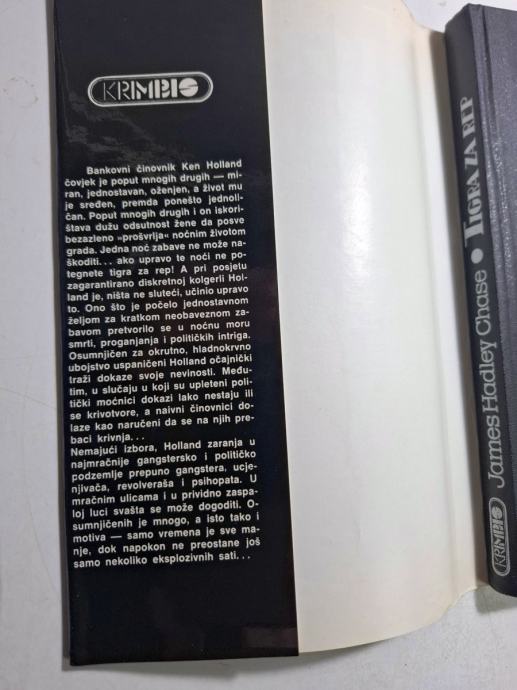 KRIMBIS
Bankovni činovnik Ken Holland
čovjek je poput mnogih drugih — mi-
ran, jednostavan, oženjen, a život mu
je sređen, premda ponešto jednoli-
čan. Poput mnogih drugih i on iskori-
štava dužu odsutnost žene da posve
bezazleno »prošvrlja« noćnim životom
grada. Jedna noć zabave ne može na-
škoditi... ako upravo te noći ne po-
tegnete tigra za rep! A pri posjetu
zagarantirano diskretnoj kolgerli Hol-
land je, ništa ne sluteći, učinio upravo
to. Ono što je počelo jednostavnom
željom za kratkom neobaveznom za-
bavom pretvorilo se u noćnu moru
smrti, proganjanja i političkih intriga.
Osumnjičen za okrutno, hladnokrvno
ubojstvo uspaničeni Holland očajnički
traži dokaze svoje nevinosti. Među-
tim, u slučaju u koji su upleteni poli-
tički moćnici dokazi lako nestaju ili
se krivotvore, a naivni činovnici do-
laze kao naručeni da se na njih pre-
baci krivnja...
Nemajući izbora, Holland zaranja u
najmračnije gangstersko i političko
podzemlje prepuno gangstera, ucje-
njivača, revolveraša i psihopata. U
mračnim ulicama i u prividno zaspa-
loj luci svašta se može dogoditi. O-
sumnjičenih je mnogo, a isto tako i
motiva — samo vremena je sve ma-
nje, dok napokon ne preostane još
samo nekoliko eksplozivnih sati...
KRIMBIS James Hadley Chase • TIGRA ZA REP